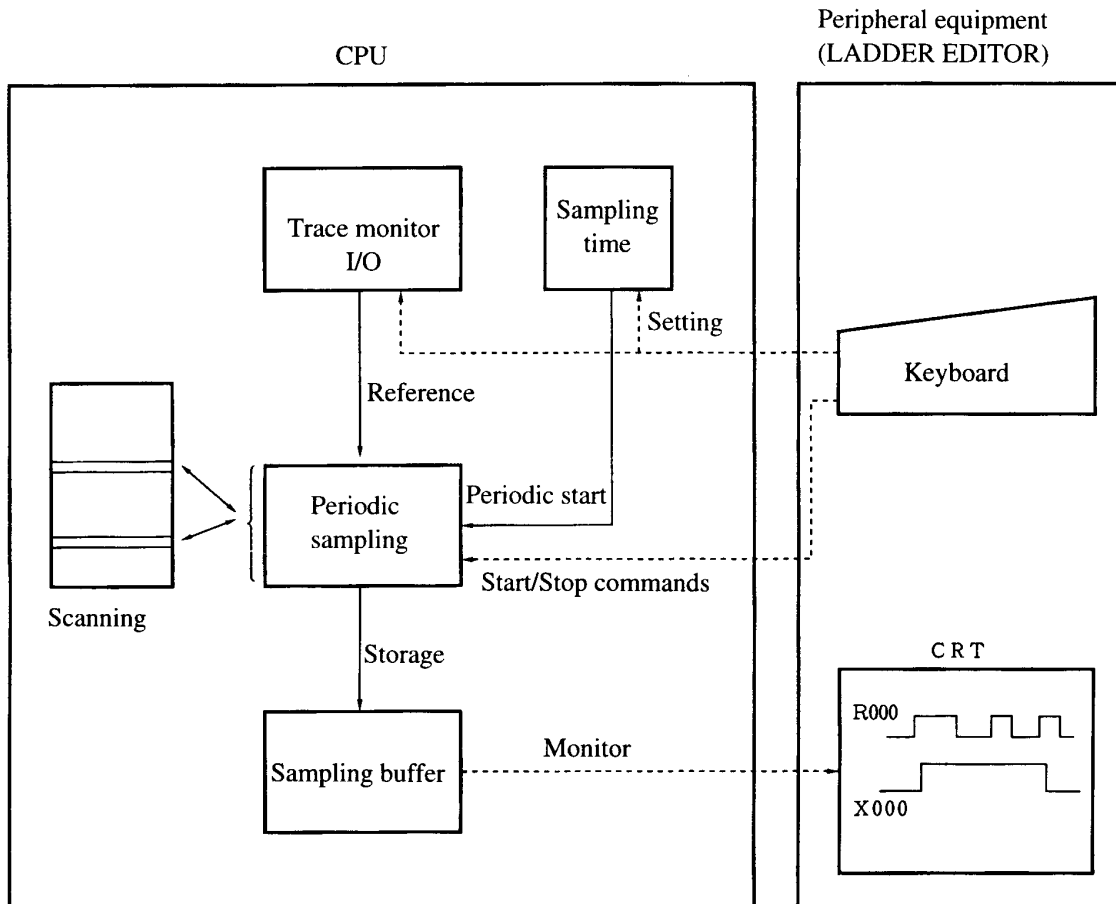 Peripheral equipment
(LADDER EDITOR)
CPU
Trace monitor
I/O
Sampling
time
Setting
Keyboard
Reference
Periodic start
Periodic
sampling
Start/Stop commands
Scanning
Storage
CRT
R000
Monitor
Sampling buffer
X000